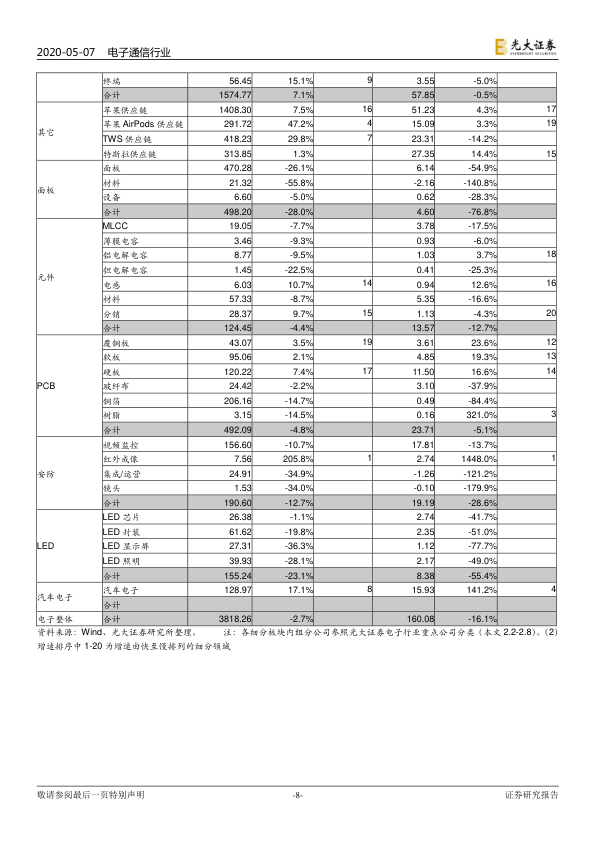 2020-05-07 电子通信行业
光大证券
EVERBRIGHT SECURITIES
终端 56.45 15.1% 9 3.55 -5.0%
合计 1574.77 7.1% 57.85 -0.5%
其它
苹果供应链 1408.30 7.5% 16 51.23 4.3% 17
苹果 AirPods 供应链 291.72 47.2% 4 15.09 3.3% 19
TWS 供应链 418.23 29.8% 7 23.31 -14.2%
特斯拉供应链 313.85 1.3% 27.35 14.4% 15
面板
面板 470.28 -26.1% 6.14 -54.9%
材料 21.32 -55.8% -2.16 -140.8%
设备 6.60 -5.0% 0.62 -28.3%
合计 498.20 -28.0% 4.60 -76.8%
元件
MLCC 19.05 -7.7% 3.78 -17.5%
薄膜电容 3.46 -9.3% 0.93 -6.0%
铝电解电容 8.77 -9.5% 1.03 3.7% 18
钽电解电容 1.45 -22.5% 0.41 -25.3%
电感 6.03 10.7% 14 0.94 12.6% 16
材料 57.33 -8.7% 5.35 -16.6%
分销 28.37 9.7% 15 1.13 -4.3% 20
合计 124.45 -4.4% 13.57 -12.7%
PCB
覆铜板 43.07 3.5% 19 3.61 23.6% 12
软板 95.06 2.1% 4.85 19.3% 13
硬板 120.22 7.4% 17 11.50 16.6% 14
玻纤布 24.42 -2.2% 3.10 -37.9%
铜箔 206.16 -14.7% 0.49 -84.4%
树脂 3.15 -14.5% 0.16 321.0% 3
合计 492.09 -4.8% 23.71 -5.1%
安防
视频监控 156.60 -10.7% 17.81 -13.7%
红外成像 7.56 205.8% 1 2.74 1448.0% 1
集成/运营 24.91 -34.9% -1.26 -121.2%
镜头 1.53 -34.0% -0.10 -179.9%
合计 190.60 -12.7% 19.19 -28.6%
LED
LED 芯片 26.38 -1.1% 2.74 -41.7%
LED 封装 61.62 -19.8% 2.35 -51.0%
LED 显示屏 27.31 -36.3% 1.12 -77.7%
LED 照明 39.93 -28.1% 2.17 -49.0%
合计 155.24 -23.1% 8.38 -55.4%
汽车电子
汽车电子 128.97 17.1% 8 15.93 141.2% 4
合计
电子整体 合计 3818.26 -2.7% 160.08 -16.1%
资料来源：Wind、光大证券研究所整理。 注：各细分板块内组分公司参照光大证券电子行业重点公司分类（本文 2.2-2.8）。（2）
增速排序中 1-20 为增速由快至慢排列的细分领域
敬请参阅最后一页特别声明 -8- 证券研究报告